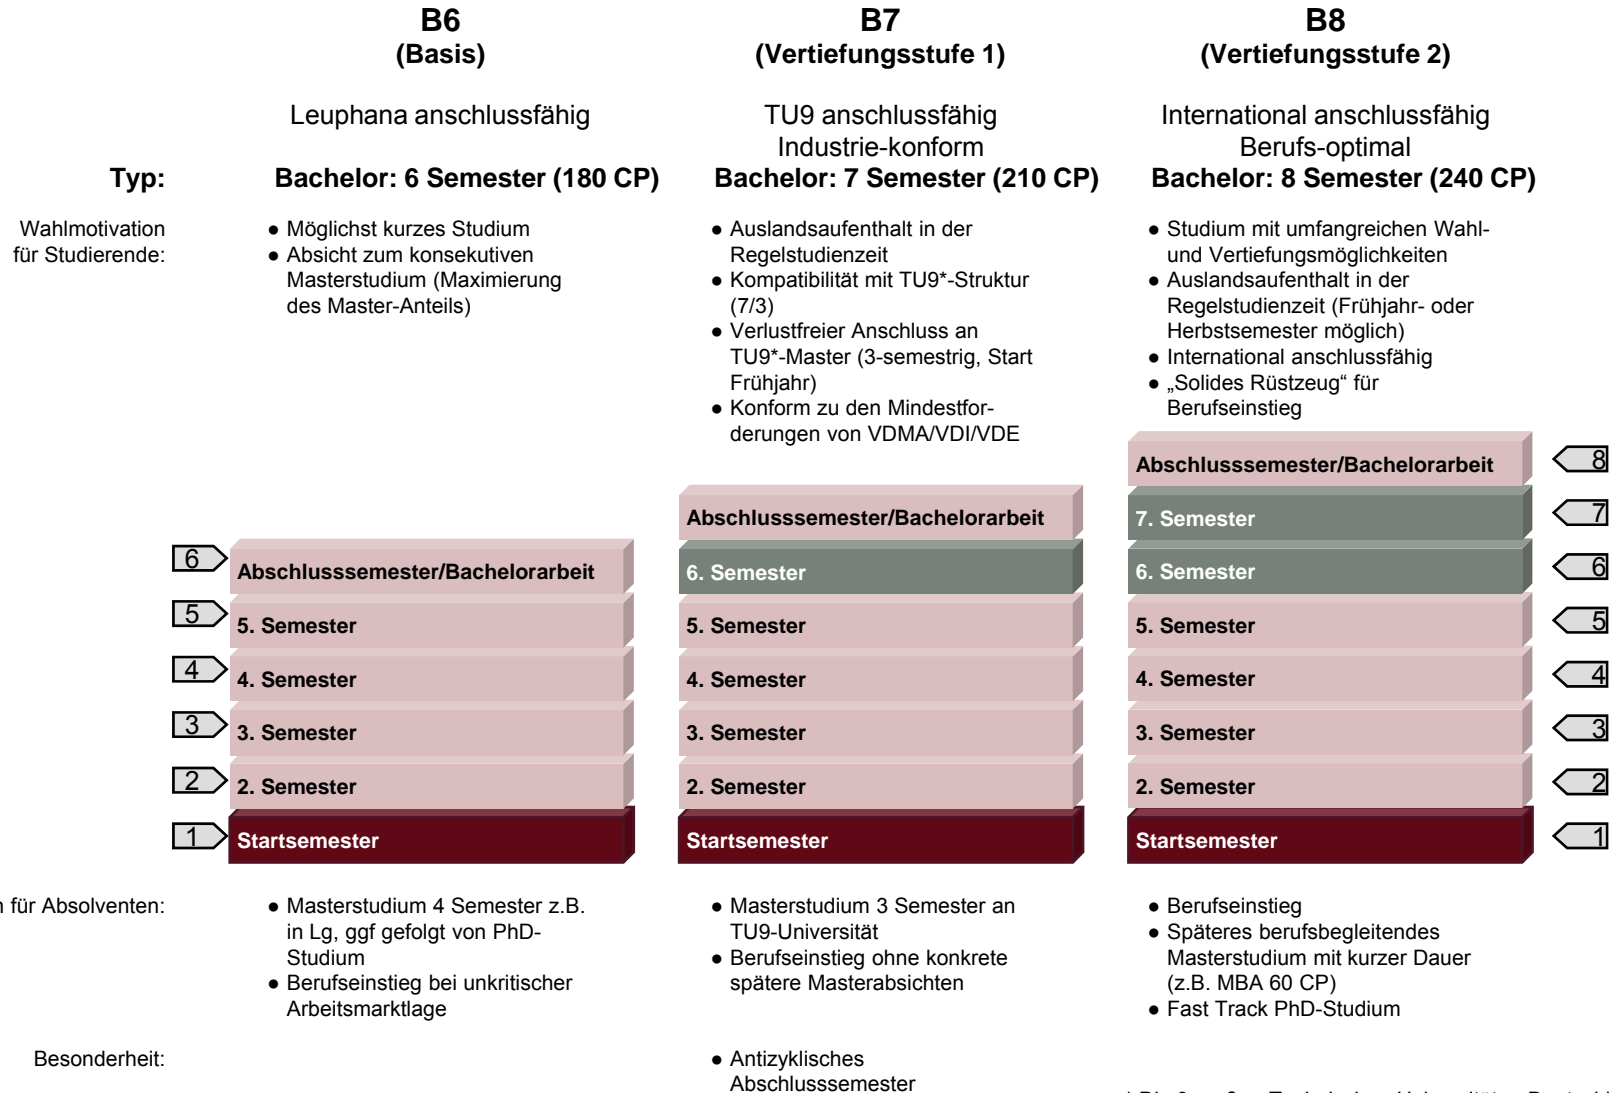 B6
(Basis)
B7
(Vertiefungsstufe 1)
B8
(Vertiefungsstufe 2)
Leuphana anschlussfähig
TU9 anschlussfähig
Industrie-konform
International anschlussfähig
Berufs-optimal
Typ:
Bachelor: 6 Semester (180 CP)
Bachelor: 7 Semester (210 CP)
Bachelor: 8 Semester (240 CP)
Wahlmotivation
für Studierende:
● Möglichst kurzes Studium
● Absicht zum konsekutiven
Masterstudium (Maximierung
des Master-Anteils)
● Auslandsaufenthalt in der
Regelstudienzeit
● Kompatibilität mit TU9*-Struktur
(7/3)
● Verlustfreier Anschluss an
TU9*-Master (3-semestrig, Start
Frühjahr)
● Konform zu den Mindestfor-
derungen von VDMA/VDI/VDE
● Studium mit umfangreichen Wahl-
und Vertiefungsmöglichkeiten
● Auslandsaufenthalt in der
Regelstudienzeit (Frühjahr- oder
Herbstsemester möglich)
● International anschlussfähig
● „Solides Rüstzeug“ für
Berufseinstieg
6
Abschlusssemester/Bachelorarbeit
5
5. Semester
4
4. Semester
3
3. Semester
2
2. Semester
1
Startsemester
Abschlusssemester/Bachelorarbeit
6. Semester
5. Semester
4. Semester
3. Semester
2. Semester
Startsemester
Abschlusssemester/Bachelorarbeit
8
7. Semester
7
6. Semester
6
5. Semester
5
4. Semester
4
3. Semester
3
2. Semester
2
Startsemester
1
für Absolventen:
● Masterstudium 4 Semester z.B.
in Lg, ggf gefolgt von PhD-
Studium
● Berufseinstieg bei unkritischer
Arbeitsmarktlage
● Masterstudium 3 Semester an
TU9-Universität
● Berufseinstieg ohne konkrete
spätere Masterabsichten
● Berufseinstieg
● Späteres berufsbegleitendes
Masterstudium mit kurzer Dauer
(z.B. MBA 60 CP)
● Fast Track PhD-Studium
Besonderheit:
● Antizyklisches
Abschlusssemester